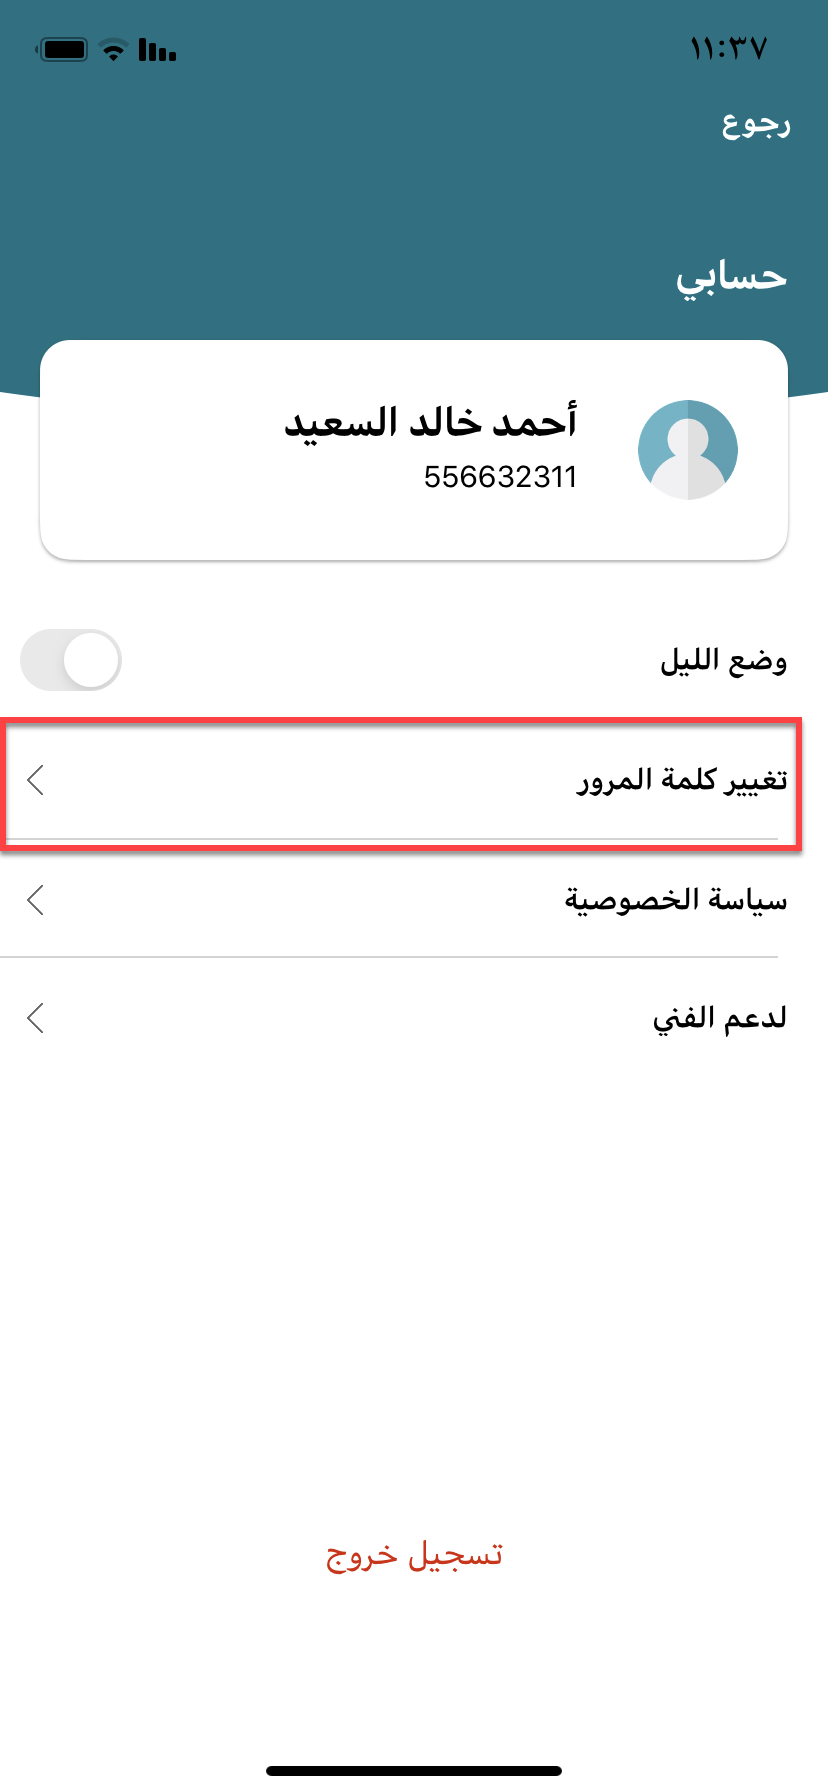 ١١:٣٧
رجوع
حسابي
أحمد خالد السعيد
556632311
وضع الليل
تغيير كلمة المرور
سياسة الخصوصية
لدعم الفني
تسجيل خروج